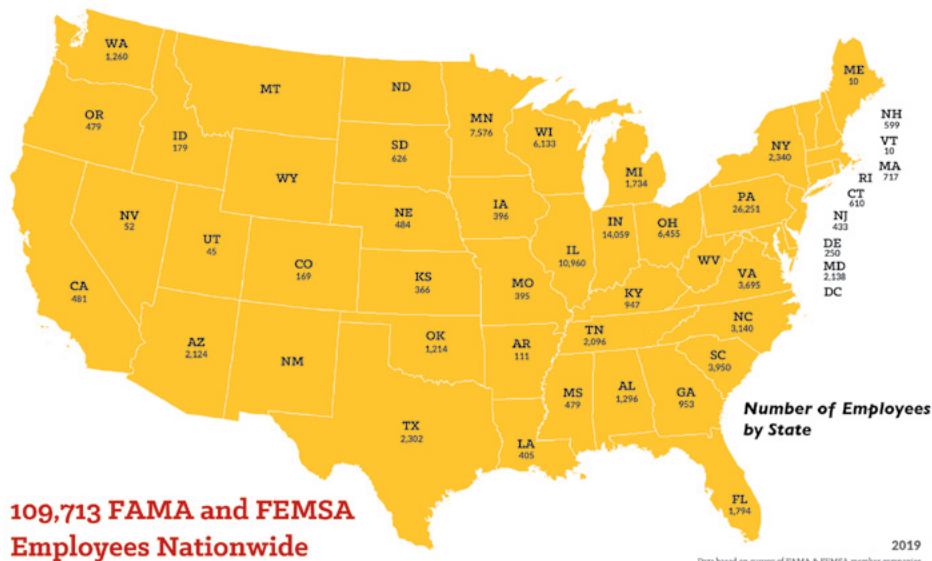 WA
1,260
MT
ND
MN
7,576
ME
10
OR
479
ID
179
SD
626
WI
6,133
NY
2,340
NH
599
VT
10
MA
717
RI
CT
610
WY
MI
1,734
PA
26,251
NJ
433
NV
52
NE
484
IA
396
IN
14,059
OH
6,455
UT
45
CO
169
IL
10,960
WV
DE
250
MD
2,138
DC
CA
481
KS
366
MO
395
KY
947
VA
3,695
AZ
2,124
NM
OK
1,214
AR
111
TN
2,096
NC
3,140
SC
3,950
MS
479
AL
1,296
GA
953
TX
2,302
LA
405
FL
1,794
Number of Employees
by State
109,713 FAMA and FEMSA
Employees Nationwide
2019